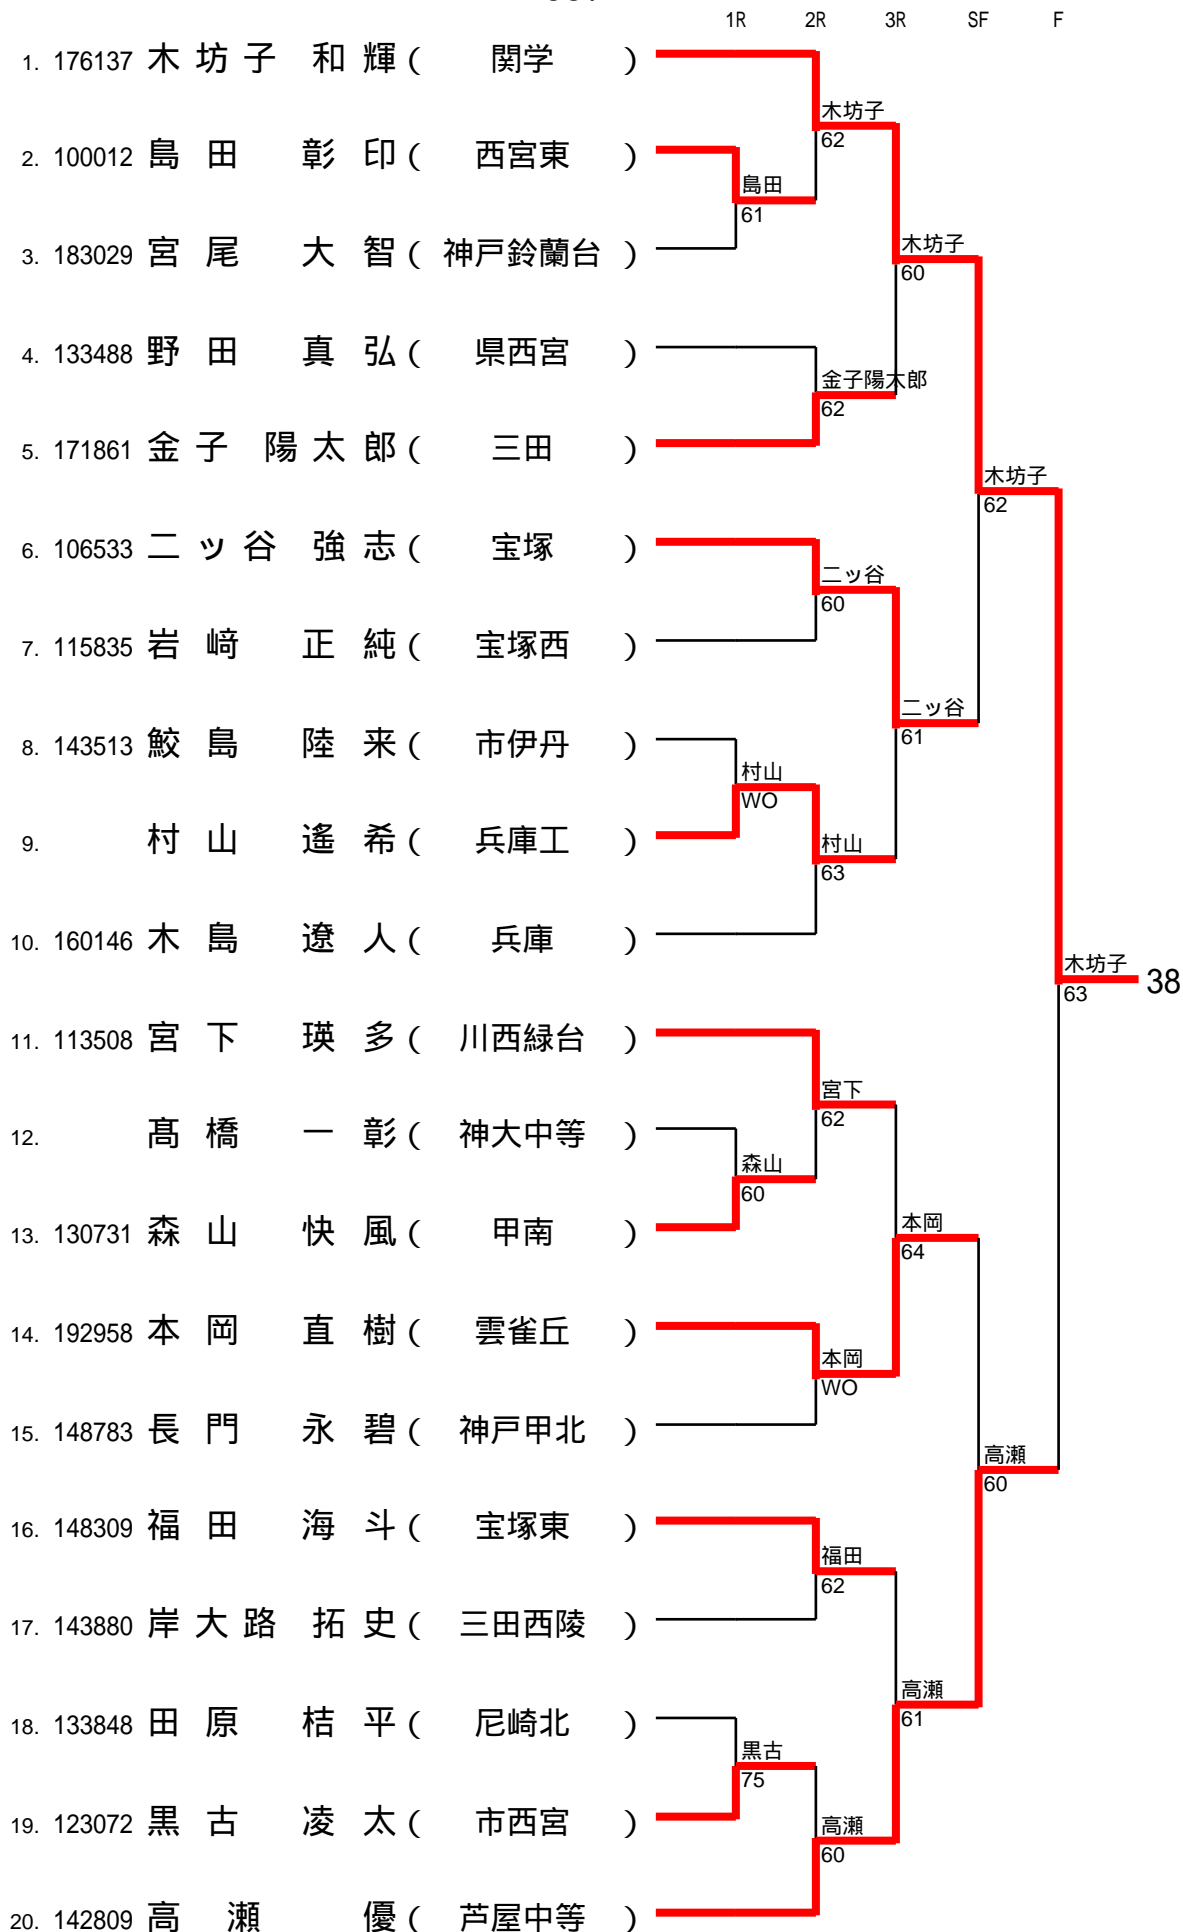 1R 2R 3R SF F
1. 176137 木坊子 和輝 ( 関学 )
木坊子
62
2. 100012 島田 彰印 ( 西宮東 )
島田
61
3. 183029 宮尾 大智 ( 神戸鈴蘭台 )
木坊子
60
4. 133488 野田 真弘 ( 県西宮 )
金子陽太郎
62
5. 171861 金子 陽太郎 ( 三田 )
木坊子
62
6. 106533 二ッ谷 強志 ( 宝塚 )
二ッ谷
60
7. 115835 岩﨑 正純 ( 宝塚西 )
二ッ谷
61
8. 143513 鮫島 陸来 ( 市伊丹 )
村山
WO
9. 村山 遙希 ( 兵庫工 )
村山
63
10. 160146 木島 遼人 ( 兵庫 )
木坊子
63
38
11. 113508 宮下 瑛多 ( 川西緑台 )
宮下
62
12. 髙橋 一彰 ( 神大中等 )
森山
60
13. 130731 森山 快風 ( 甲南 )
本岡
64
14. 192958 本岡 直樹 ( 雲雀丘 )
本岡
WO
15. 148783 長門 永碧 ( 神戸甲北 )
高瀬
60
16. 148309 福田 海斗 ( 宝塚東 )
福田
62
17. 143880 岸大路 拓史 ( 三田西陵 )
高瀬
61
18. 133848 田原 桔平 ( 尼崎北 )
黒古
75
19. 123072 黒古 凌太 ( 市西宮 )
高瀬
60
20. 142809 高瀬 優 ( 芦屋中等 )